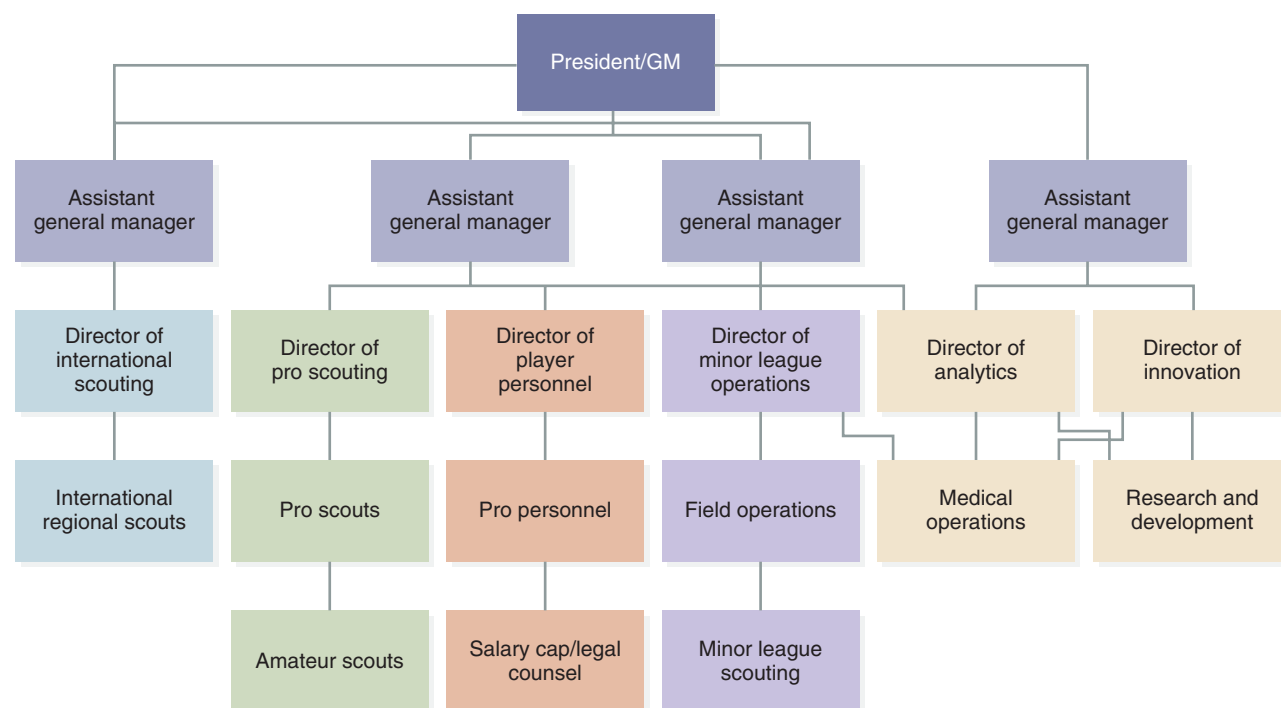 President/GM
Assistant
general manager
Assistant
general manager
Assistant
general manager
Assistant
general manager
Director of
international
scouting
Director of
pro scouting
Director of
player
personnel
Director of
minor league
operations
Director of
analytics
Director of
innovation
International
regional scouts
Pro scouts
Pro personnel
Field operations
Medical
operations
Research and
development
Amateur scouts
Salary cap/legal
counsel
Minor league
scouting